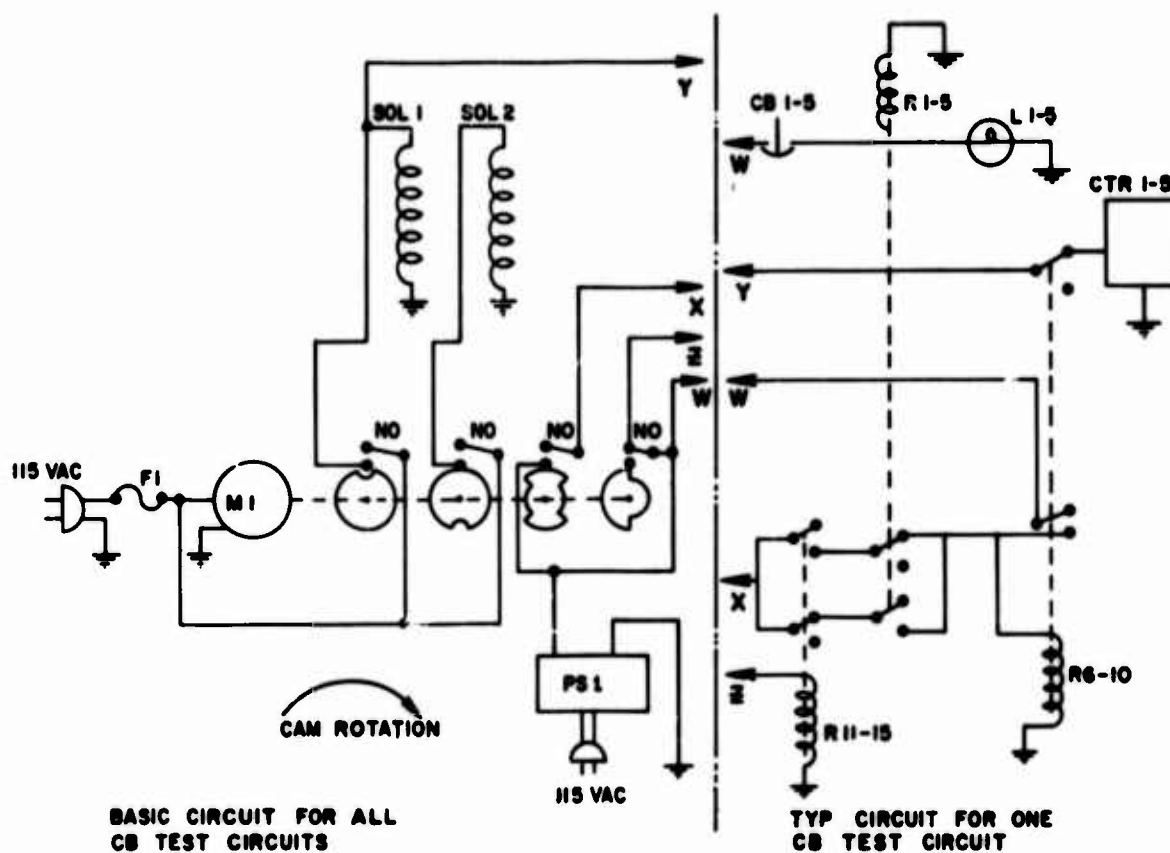 Y
SOL 1 SOL 2
CB 1-5
R 1-5
L 1-5
W
CTR 1-5
X
Y
W W
NO NO NO NO
115 VAC
F1
M1
X
PS 1
R6-10
CAM ROTATION
R 11-15
115 VAC
BASIC CIRCUIT FOR ALL
CB TEST CIRCUITS
TYP CIRCUIT FOR ONE
CB TEST CIRCUIT